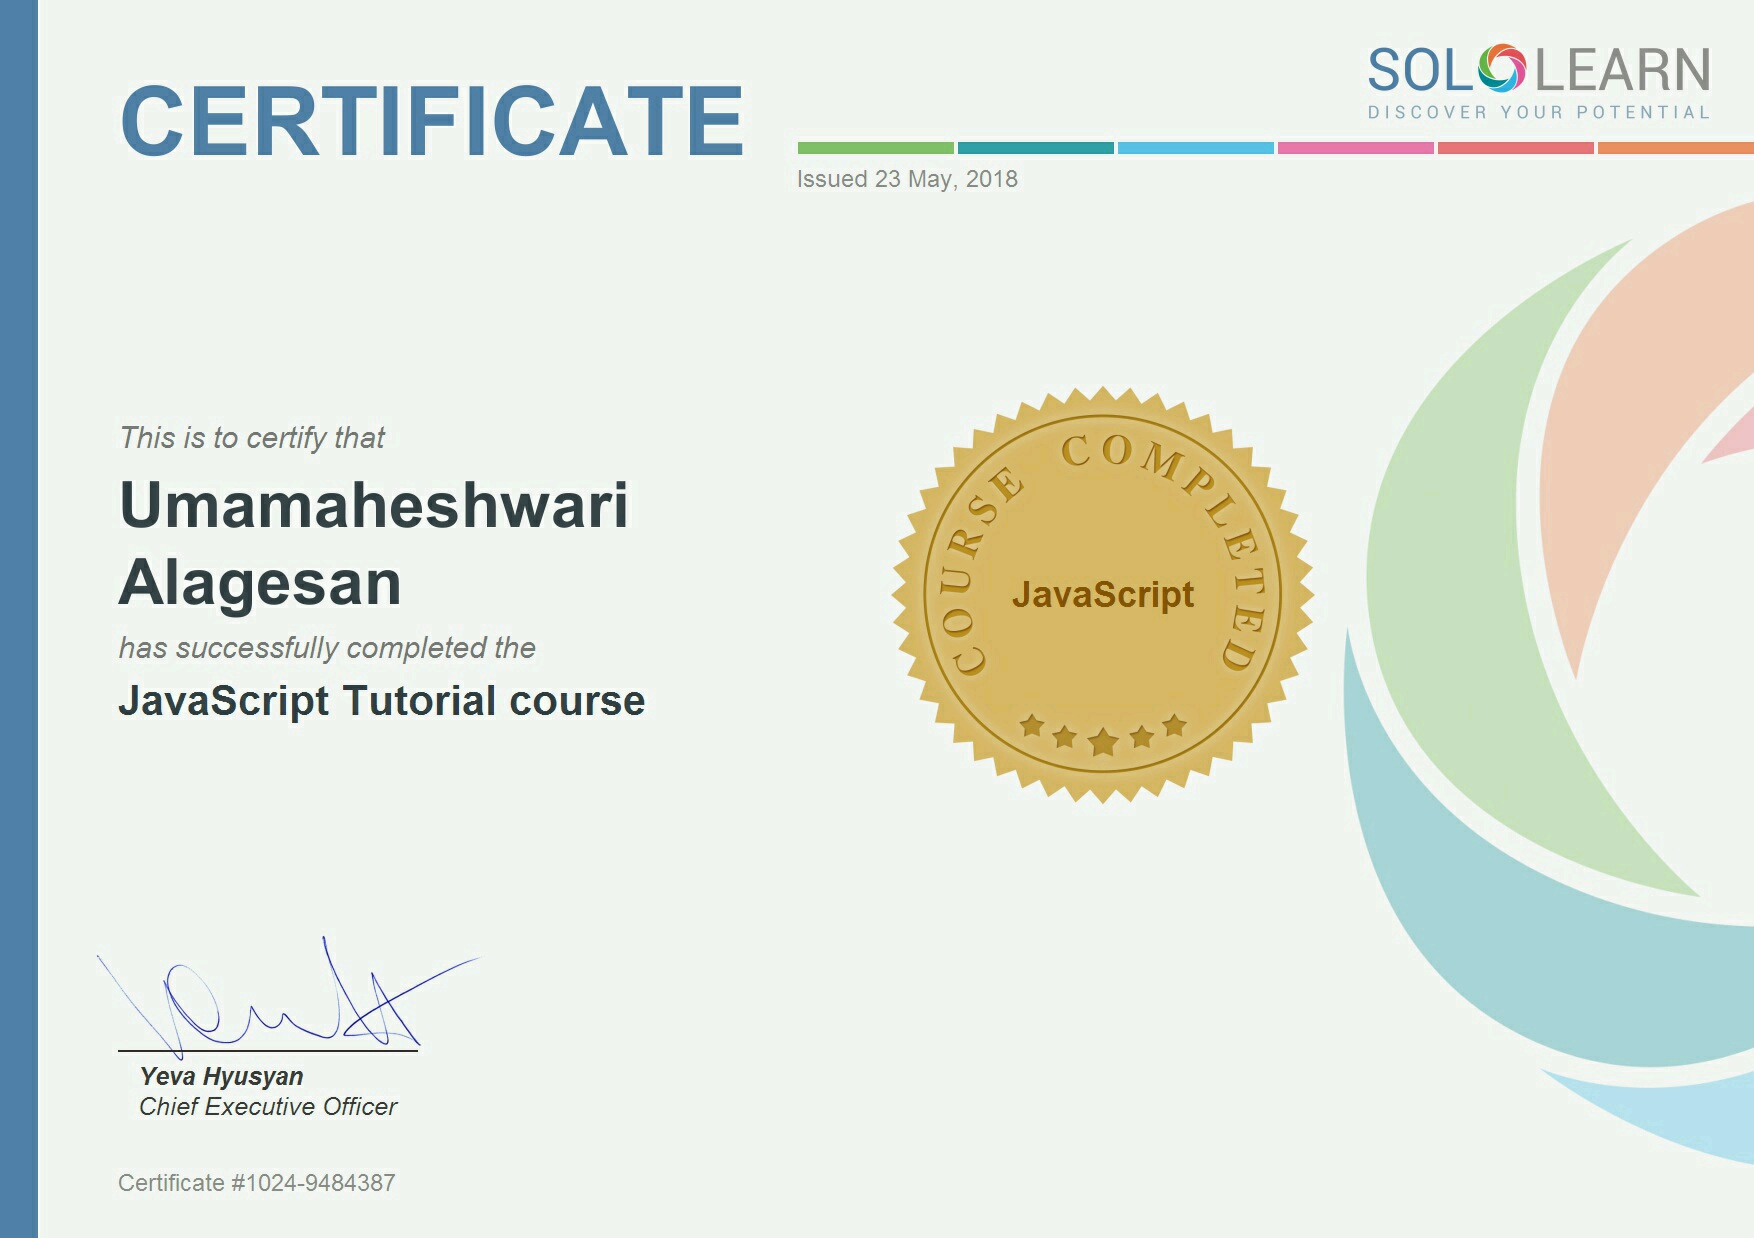 CERTIFICATE
SOLOLEARN
DISCOVER YOUR POTENTIAL
Issued 23 May, 2018
This is to certify that
Umamaheshwari
Alagesan
has successfully completed the
JavaScript Tutorial course
COURSE COMPLETED
JavaScript
Yeva Hyusyan
Chief Executive Officer
Certificate #1024-9484387